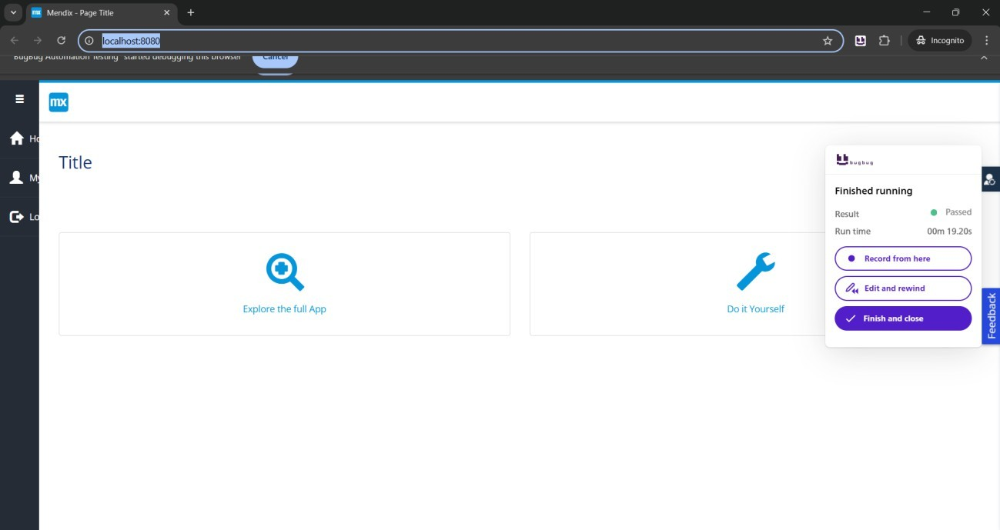 mx Mendix - Page Title
localhost:8080
Incognito
"BugBug Automation Testing" started debugging this browser
Cancel
mx
Ho
Title
bugbug
My
Finished running
Result
Passed
Lo
Run time
00m 19.20s
Record from here
Edit and rewind
Explore the full App
Do it Yourself
Finish and close
Feedback